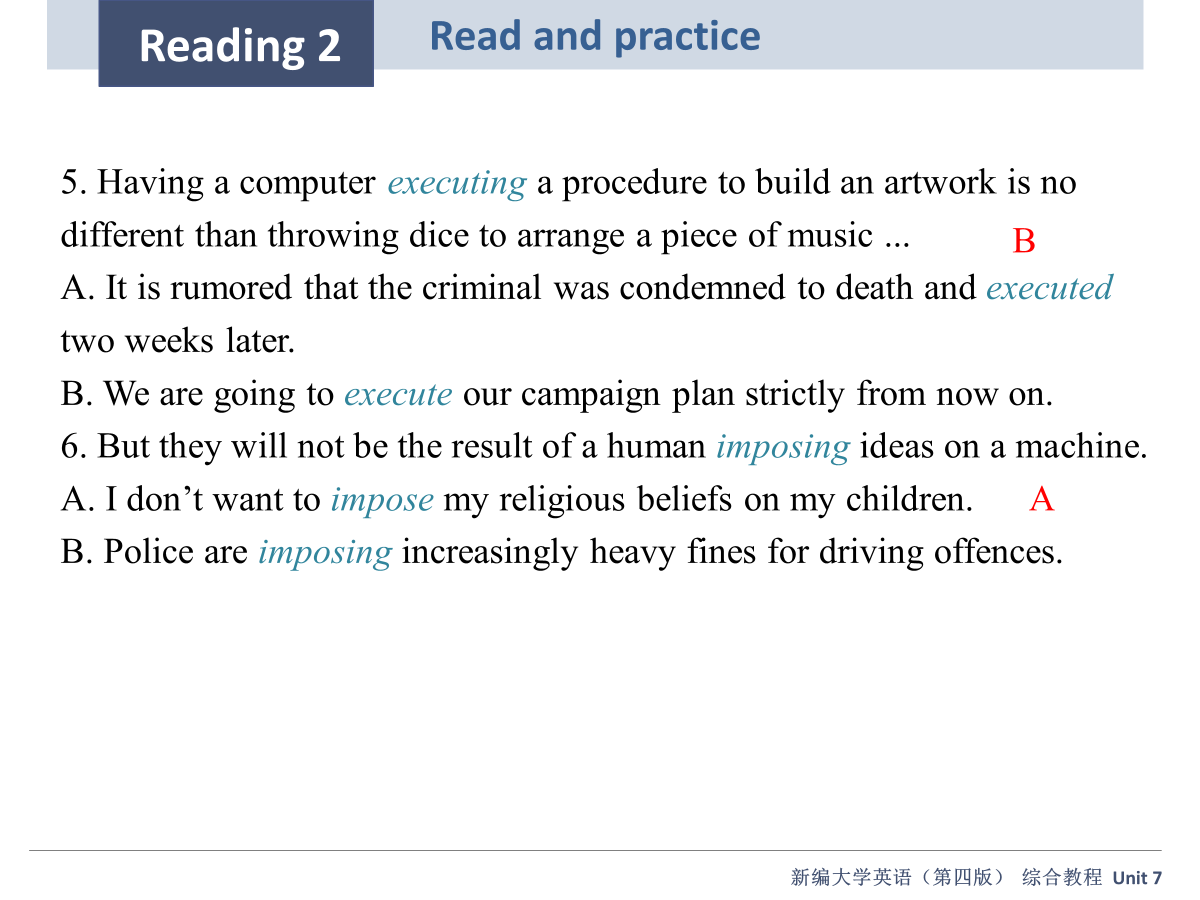 Reading 2
Read and practice
5. Having a computer executing a procedure to build an artwork is no
different than throwing dice to arrange a piece of music ...
B
A. It is rumored that the criminal was condemned to death and executed
two weeks later.
B. We are going to execute our campaign plan strictly from now on.
6. But they will not be the result of a human imposing ideas on a machine.
A. I don’t want to impose my religious beliefs on my children.
A
B. Police are imposing increasingly heavy fines for driving offences.
新编大学英语（第四版） 综合教程 Unit 7